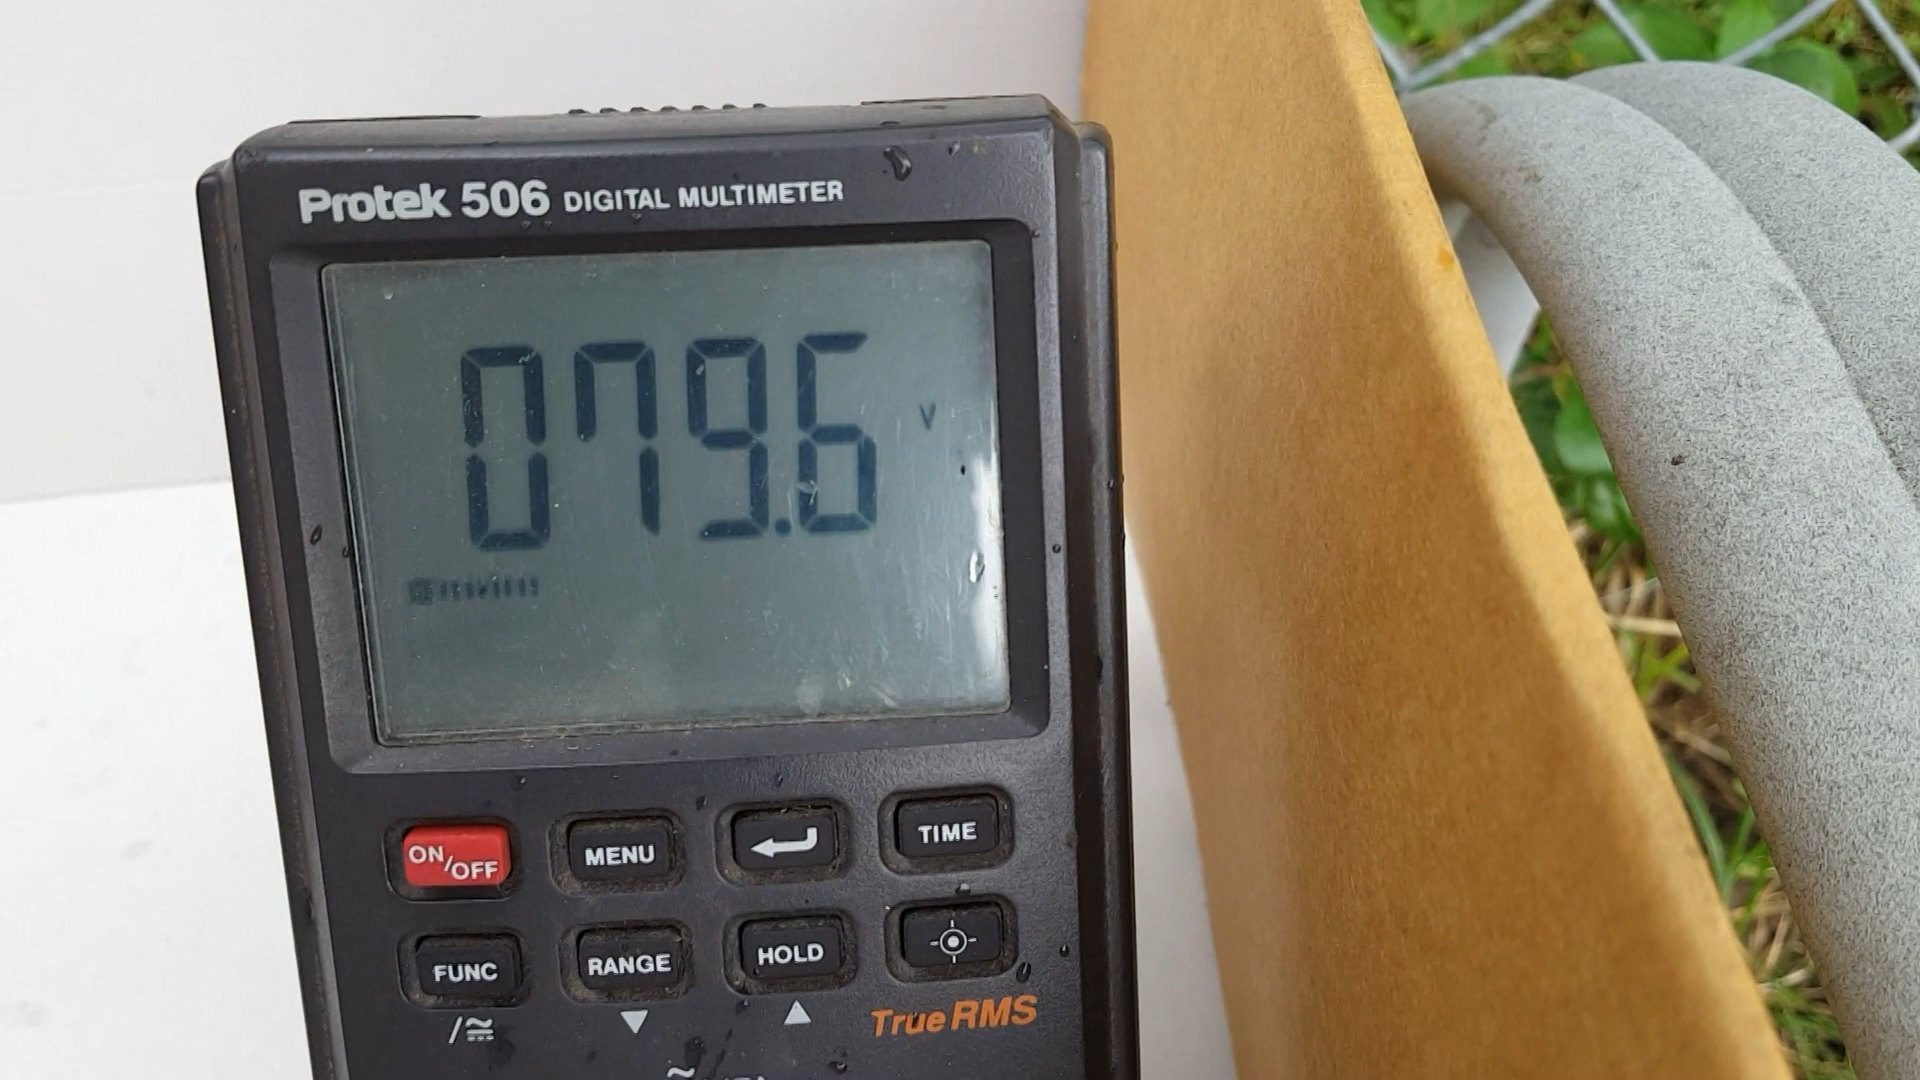 Protek 506 DIGITAL MULTIMETER
079.6 V
ON/OFF MENU TIME
FUNC RANGE HOLD
True RMS